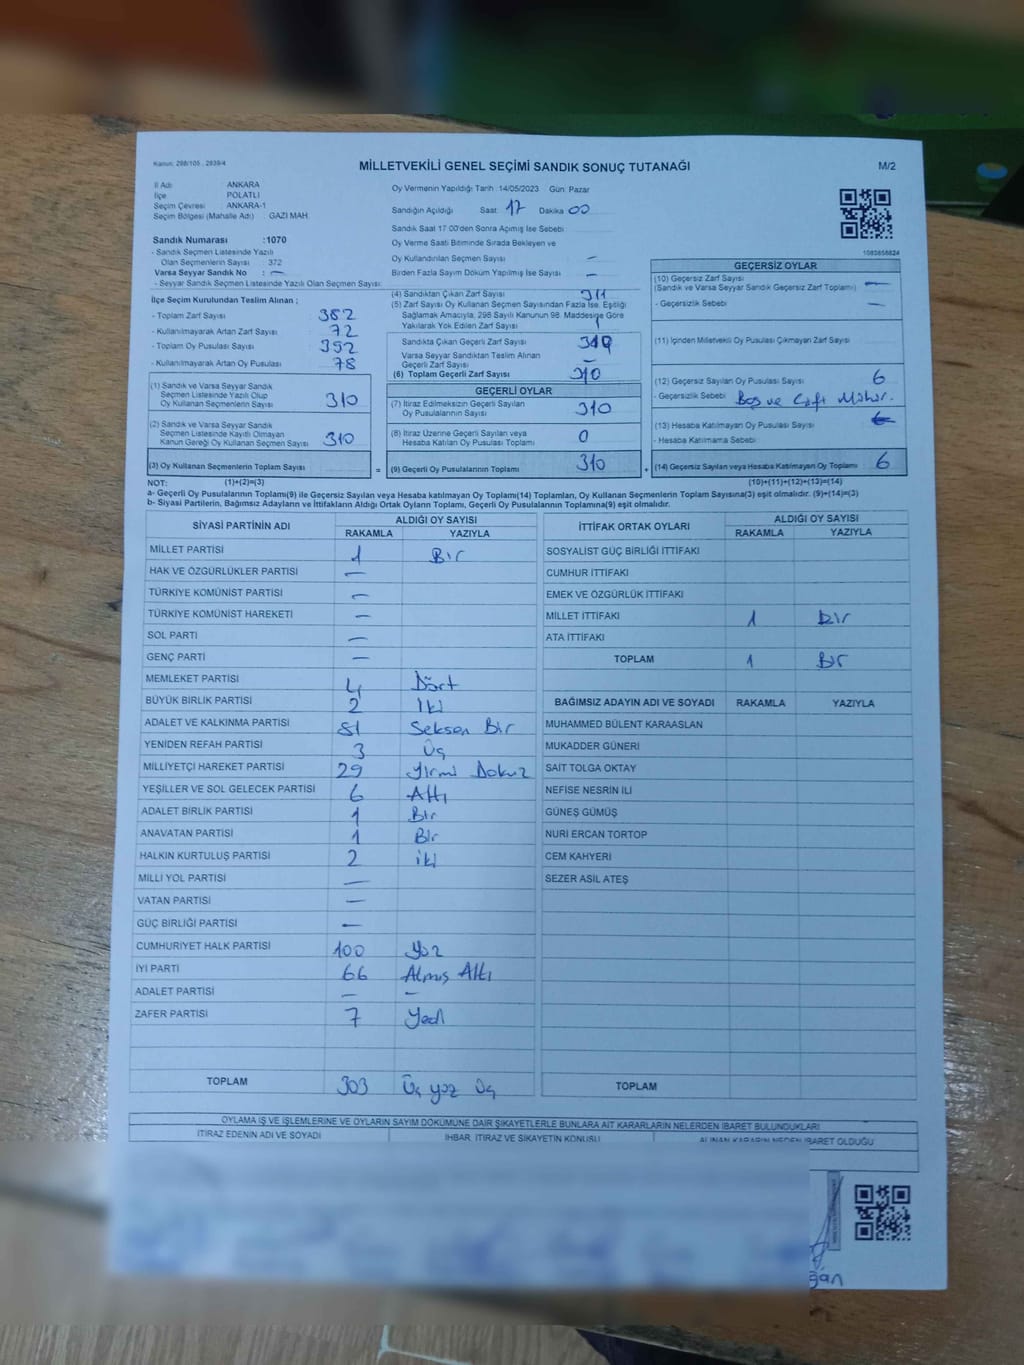 Kanun: 298/105 , 2839/4
MİLLETVEKİLİ GENEL SEÇİMİ SANDIK SONUÇ TUTANAĞI
M/2
İl Adı ANKARA
İlçe POLATLI
Seçim Çevresi : ANKARA-1
Seçim Bölgesi (Mahalle Adı) : GAZİ MAH.
Oy Vermenin Yapıldığı Tarih :14/05/2023 Gün: Pazar
Sandığın Açıldığı Saat: 17 Dakika 00
Sandık Saat 17:00'den Sonra Açılmış İse Sebebi
Oy Verme Saati Bitiminde Sırada Bekleyen ve
Oy Kullandırılan Seçmen Sayısı —
Birden Fazla Sayım Döküm Yapılmış İse Sayısı —
1083858824
Sandık Numarası :1070
- Sandık Seçmen Listesinde Yazılı
Olan Seçmenlerin Sayısı : 372
Varsa Seyyar Sandık No : —
- Seyyar Sandık Seçmen Listesinde Yazılı Olan Seçmen Sayısı:
İlçe Seçim Kurulundan Teslim Alınan ;
- Toplam Zarf Sayısı 382
- Kullanılmayarak Artan Zarf Sayısı 72
- Toplam Oy Pusulası Sayısı 392
- Kullanılmayarak Artan Oy Pusulası 78
(1) Sandık ve Varsa Seyyar Sandık
Seçmen Listesinde Yazılı Olup
Oy Kullanan Seçmenlerin Sayısı 310
(2) Sandık ve Varsa Seyyar Sandık
Seçmen Listesinde Kayıtlı Olmayan
Kanun Gereği Oy Kullanan Seçmen Sayısı 310
(3) Oy Kullanan Seçmenlerin Toplam Sayısı =
(4) Sandıktan Çıkan Zarf Sayısı 311
(5) Zarf Sayısı Oy Kullanan Seçmen Sayısından Fazla İse, Eşitliği
Sağlamak Amacıyla, 298 Sayılı Kanunun 98. Maddesine Göre
Yakılarak Yok Edilen Zarf Sayısı 1
Sandıkta Çıkan Geçerli Zarf Sayısı
Varsa Seyyar Sandıktan Teslim Alınan
Geçerli Zarf Sayısı —
(6) Toplam Geçerli Zarf Sayısı 310
GEÇERLİ OYLAR
(7) İtiraz Edilmeksizin Geçerli Sayılan
Oy Pusulalarının Sayısı 310
(8) İtiraz Üzerine Geçerli Sayılan veya
Hesaba Katılan Oy Pusulası Toplamı 0
(9) Geçerli Oy Pusulalarının Toplamı 310 +
GEÇERSİZ OYLAR
(10) Geçersiz Zarf Sayısı
(Sandık ve Varsa Seyyar Sandık Geçersiz Zarf Toplamı) —
- Geçersizlik Sebebi —
(11) İçinden Milletvekili Oy Pusulası Çıkmayan Zarf Sayısı
(12) Geçersiz Sayılan Oy Pusulası Sayısı 6
- Geçersizlik Sebebi Boş ve Çift Mühür.
(13) Hesaba Katılmayan Oy Pusulası Sayısı
- Hesaba Katılmama Sebebi
(14) Geçersiz Sayılan veya Hesaba Katılmayan Oy Toplamı 6
NOT: (1)+(2)=(3) (10)+(11)+(12)+(13)=(14)
a- Geçerli Oy Pusulalarının Toplamı(9) ile Geçersiz Sayılan veya Hesaba katılmayan Oy Toplamı(14) Toplamları, Oy Kullanan Seçmenlerin Toplam Sayısına(3) eşit olmalıdır. (9)+(14)=(3)
b- Siyasi Partilerin, Bağımsız Adayların ve İttifakların Aldığı Ortak Oyların Toplamı, Geçerli Oy Pusulalarının Toplamına(9) eşit olmalıdır.
SİYASİ PARTİNİN ADI ALDIĞI OY SAYISI
RAKAMLA YAZIYLA
MİLLET PARTİSİ 1 Bir
HAK VE ÖZGÜRLÜKLER PARTİSİ —
TÜRKİYE KOMÜNİST PARTİSİ —
TÜRKİYE KOMÜNİST HAREKETİ —
SOL PARTİ —
GENÇ PARTİ —
MEMLEKET PARTİSİ 4 Dört
BÜYÜK BİRLİK PARTİSİ 2 İki
ADALET VE KALKINMA PARTİSİ 81 Seksen Bir
YENİDEN REFAH PARTİSİ 3 Üç
MİLLİYETÇİ HAREKET PARTİSİ 29 Yirmi Dokuz
YEŞİLLER VE SOL GELECEK PARTİSİ 6 Altı
ADALET BİRLİK PARTİSİ 1 Bir
ANAVATAN PARTİSİ 1 Bir
HALKIN KURTULUŞ PARTİSİ 2 iki
MİLLİ YOL PARTİSİ —
VATAN PARTİSİ —
GÜÇ BİRLİĞİ PARTİSİ —
CUMHURİYET HALK PARTİSİ 100 Yüz
İYİ PARTİ 66 Almış Altı
ADALET PARTİSİ — —
ZAFER PARTİSİ 7 Yedi
TOPLAM 303 Üç yüz Üç
İTTİFAK ORTAK OYLARI ALDIĞI OY SAYISI
RAKAMLA YAZIYLA
SOSYALİST GÜÇ BİRLİĞİ İTTİFAKI
CUMHUR İTTİFAKI
EMEK VE ÖZGÜRLÜK İTTİFAKI
MİLLET İTTİFAKI 1 Bir
ATA İTTİFAKI
TOPLAM 1 Bir
BAĞIMSIZ ADAYIN ADI VE SOYADI RAKAMLA YAZIYLA
MUHAMMED BÜLENT KARAASLAN
MUKADDER GÜNERİ
SAİT TOLGA OKTAY
NEFİSE NESRİN İLİ
GÜNEŞ GÜMÜŞ
NURİ ERCAN TORTOP
CEM KAHYERİ
SEZER ASİL ATEŞ
TOPLAM
OYLAMA İŞ VE İŞLEMLERİNE VE OYLARIN SAYIM DÖKÜMÜNE DAİR ŞİKAYETLERLE BUNLARA AİT KARARLARIN NELERDEN İBARET BULUNDUKLARI
İTİRAZ EDENİN ADI VE SOYADI İHBAR, İTİRAZ VE ŞİKAYETİN KONUSU ALINAN KARARIN NEDEN İBARET OLDUĞU